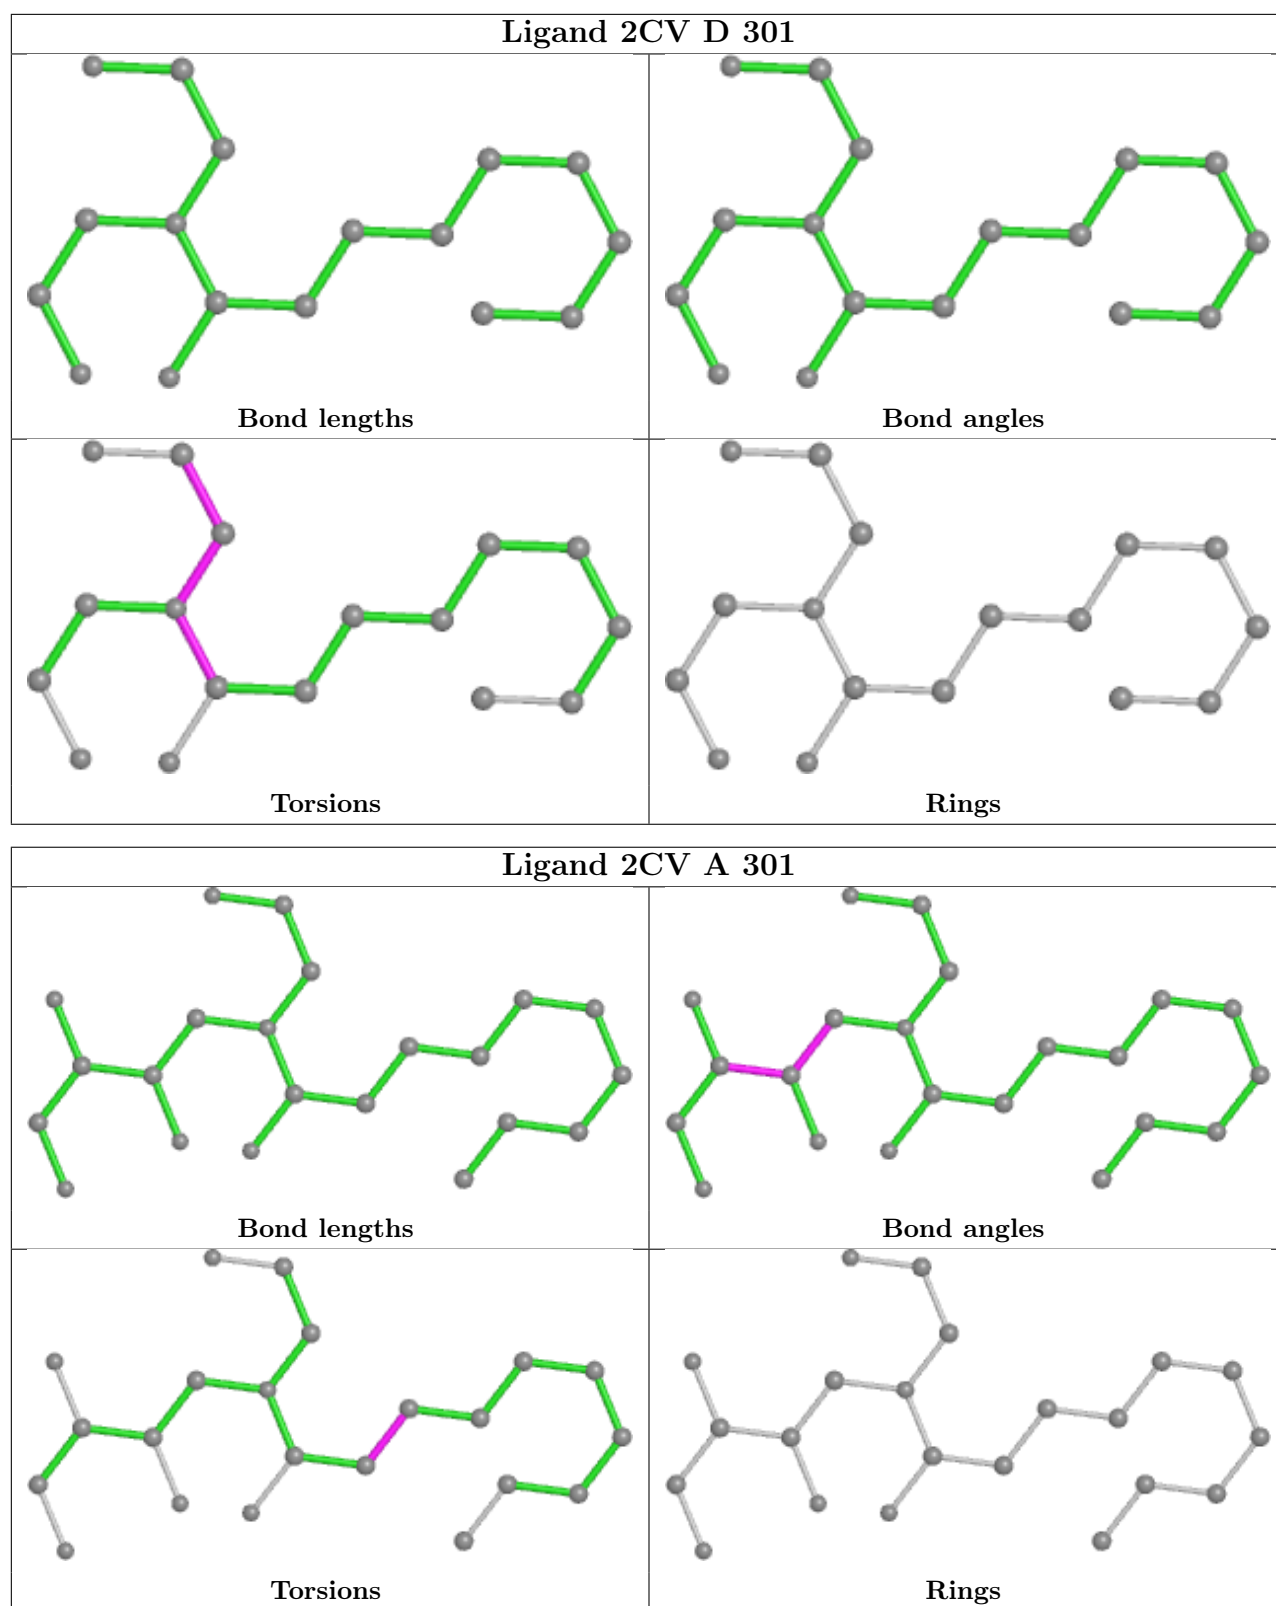 Ligand 2CV D 301
Bond lengths
Bond angles
Torsions
Rings
Ligand 2CV A 301
Bond lengths
Bond angles
Torsions
Rings